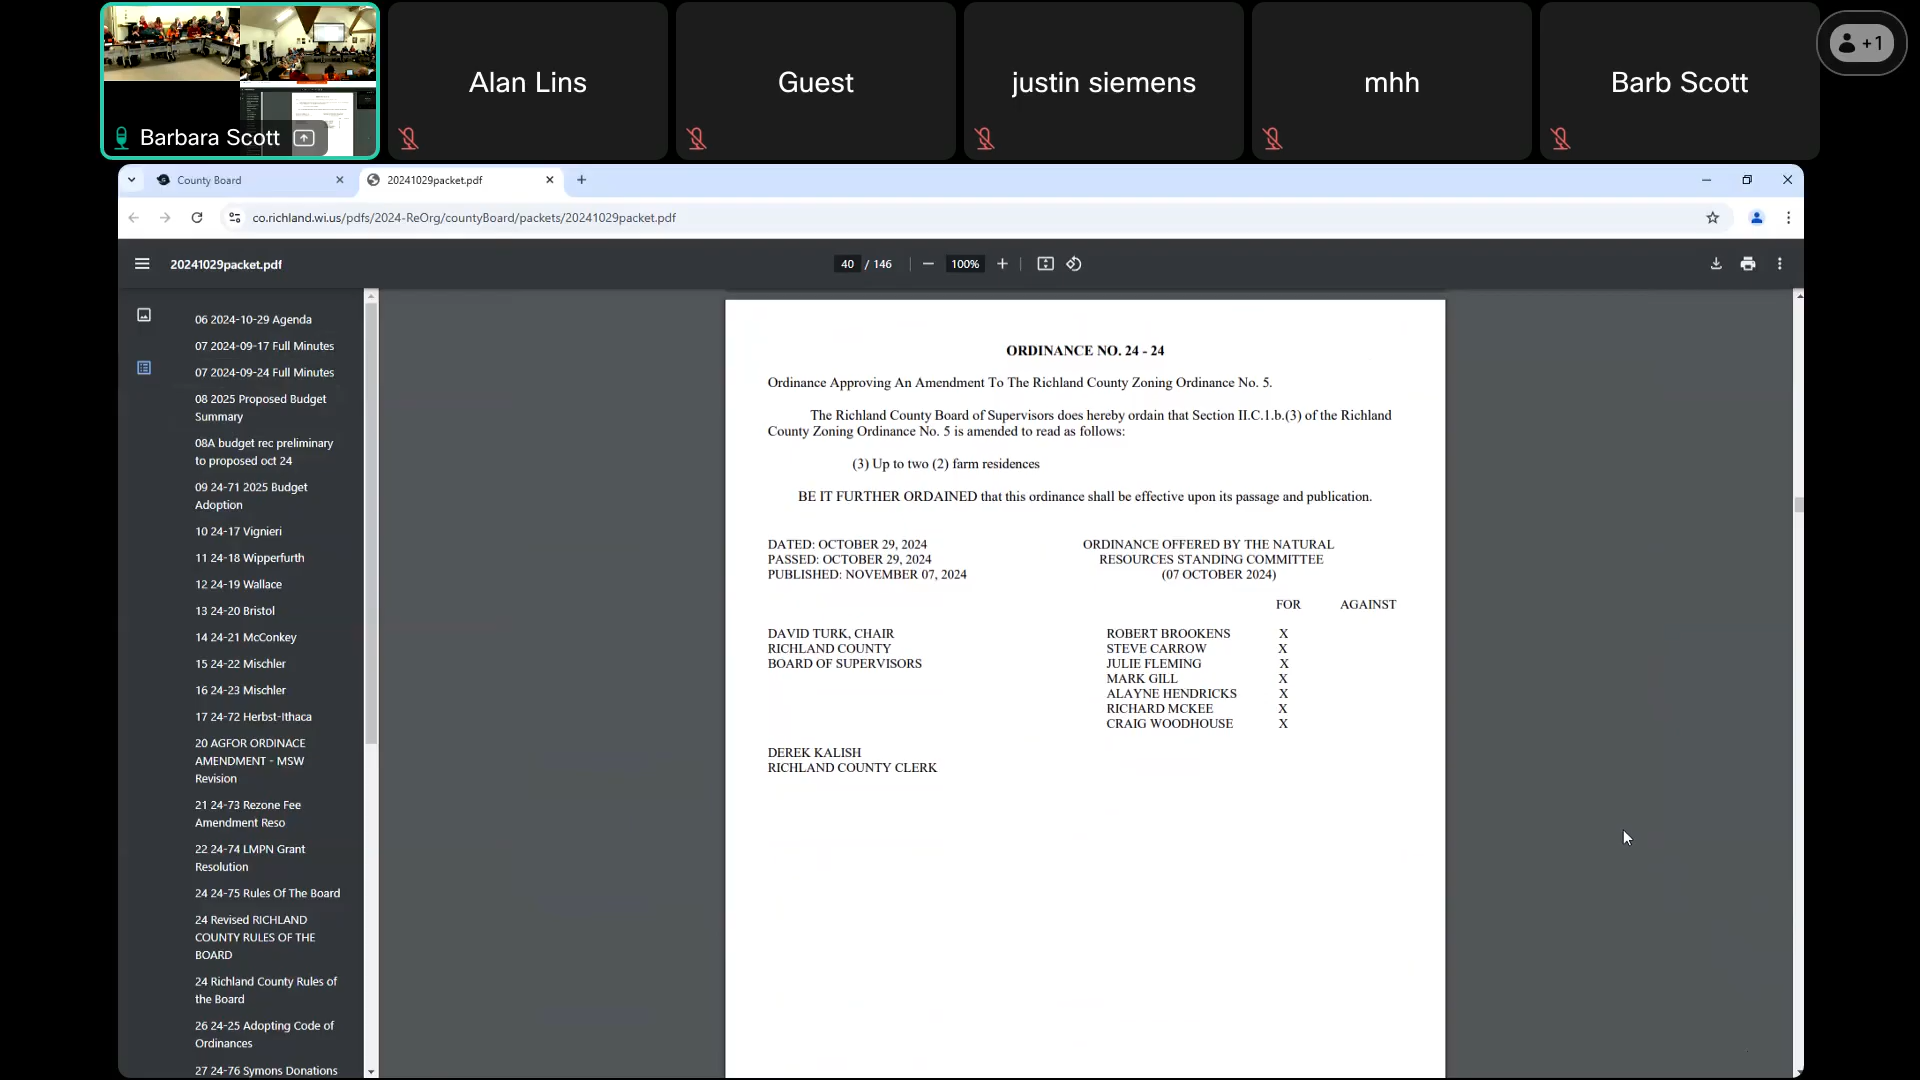 Barbara Scott
Alan Lins
Guest
justin siemens
mhh
Barb Scott
+1
County Board
20241029packet.pdf
co.richland.wi.us/pdfs/2024-ReOrg/countyBoard/packets/20241029packet.pdf
20241029packet.pdf
40 / 146
100%
06 2024-10-29 Agenda
07 2024-09-17 Full Minutes
07 2024-09-24 Full Minutes
08 2025 Proposed Budget
Summary
08A budget rec preliminary
to proposed oct 24
09 24-71 2025 Budget
Adoption
10 24-17 Vignieri
11 24-18 Wipperfurth
12 24-19 Wallace
13 24-20 Bristol
14 24-21 McConkey
15 24-22 Mischler
16 24-23 Mischler
17 24-72 Herbst-Ithaca
20 AGFOR ORDINACE
AMENDMENT - MSW
Revision
21 24-73 Rezone Fee
Amendment Reso
22 24-74 LMPN Grant
Resolution
24 24-75 Rules Of The Board
24 Revised RICHLAND
COUNTY RULES OF THE
BOARD
24 Richland County Rules of
the Board
26 24-25 Adopting Code of
Ordinances
27 24-76 Symons Donations
ORDINANCE NO. 24 - 24
Ordinance Approving An Amendment To The Richland County Zoning Ordinance No. 5.
The Richland County Board of Supervisors does hereby ordain that Section II.C.1.b.(3) of the Richland
County Zoning Ordinance No. 5 is amended to read as follows:
(3) Up to two (2) farm residences
BE IT FURTHER ORDAINED that this ordinance shall be effective upon its passage and publication.
DATED: OCTOBER 29, 2024
PASSED: OCTOBER 29, 2024
PUBLISHED: NOVEMBER 07, 2024
ORDINANCE OFFERED BY THE NATURAL
RESOURCES STANDING COMMITTEE
(07 OCTOBER 2024)
FOR AGAINST
DAVID TURK, CHAIR
RICHLAND COUNTY
BOARD OF SUPERVISORS
ROBERT BROOKENS X
STEVE CARROW X
JULIE FLEMING X
MARK GILL X
ALAYNE HENDRICKS X
RICHARD MCKEE X
CRAIG WOODHOUSE X
DEREK KALISH
RICHLAND COUNTY CLERK